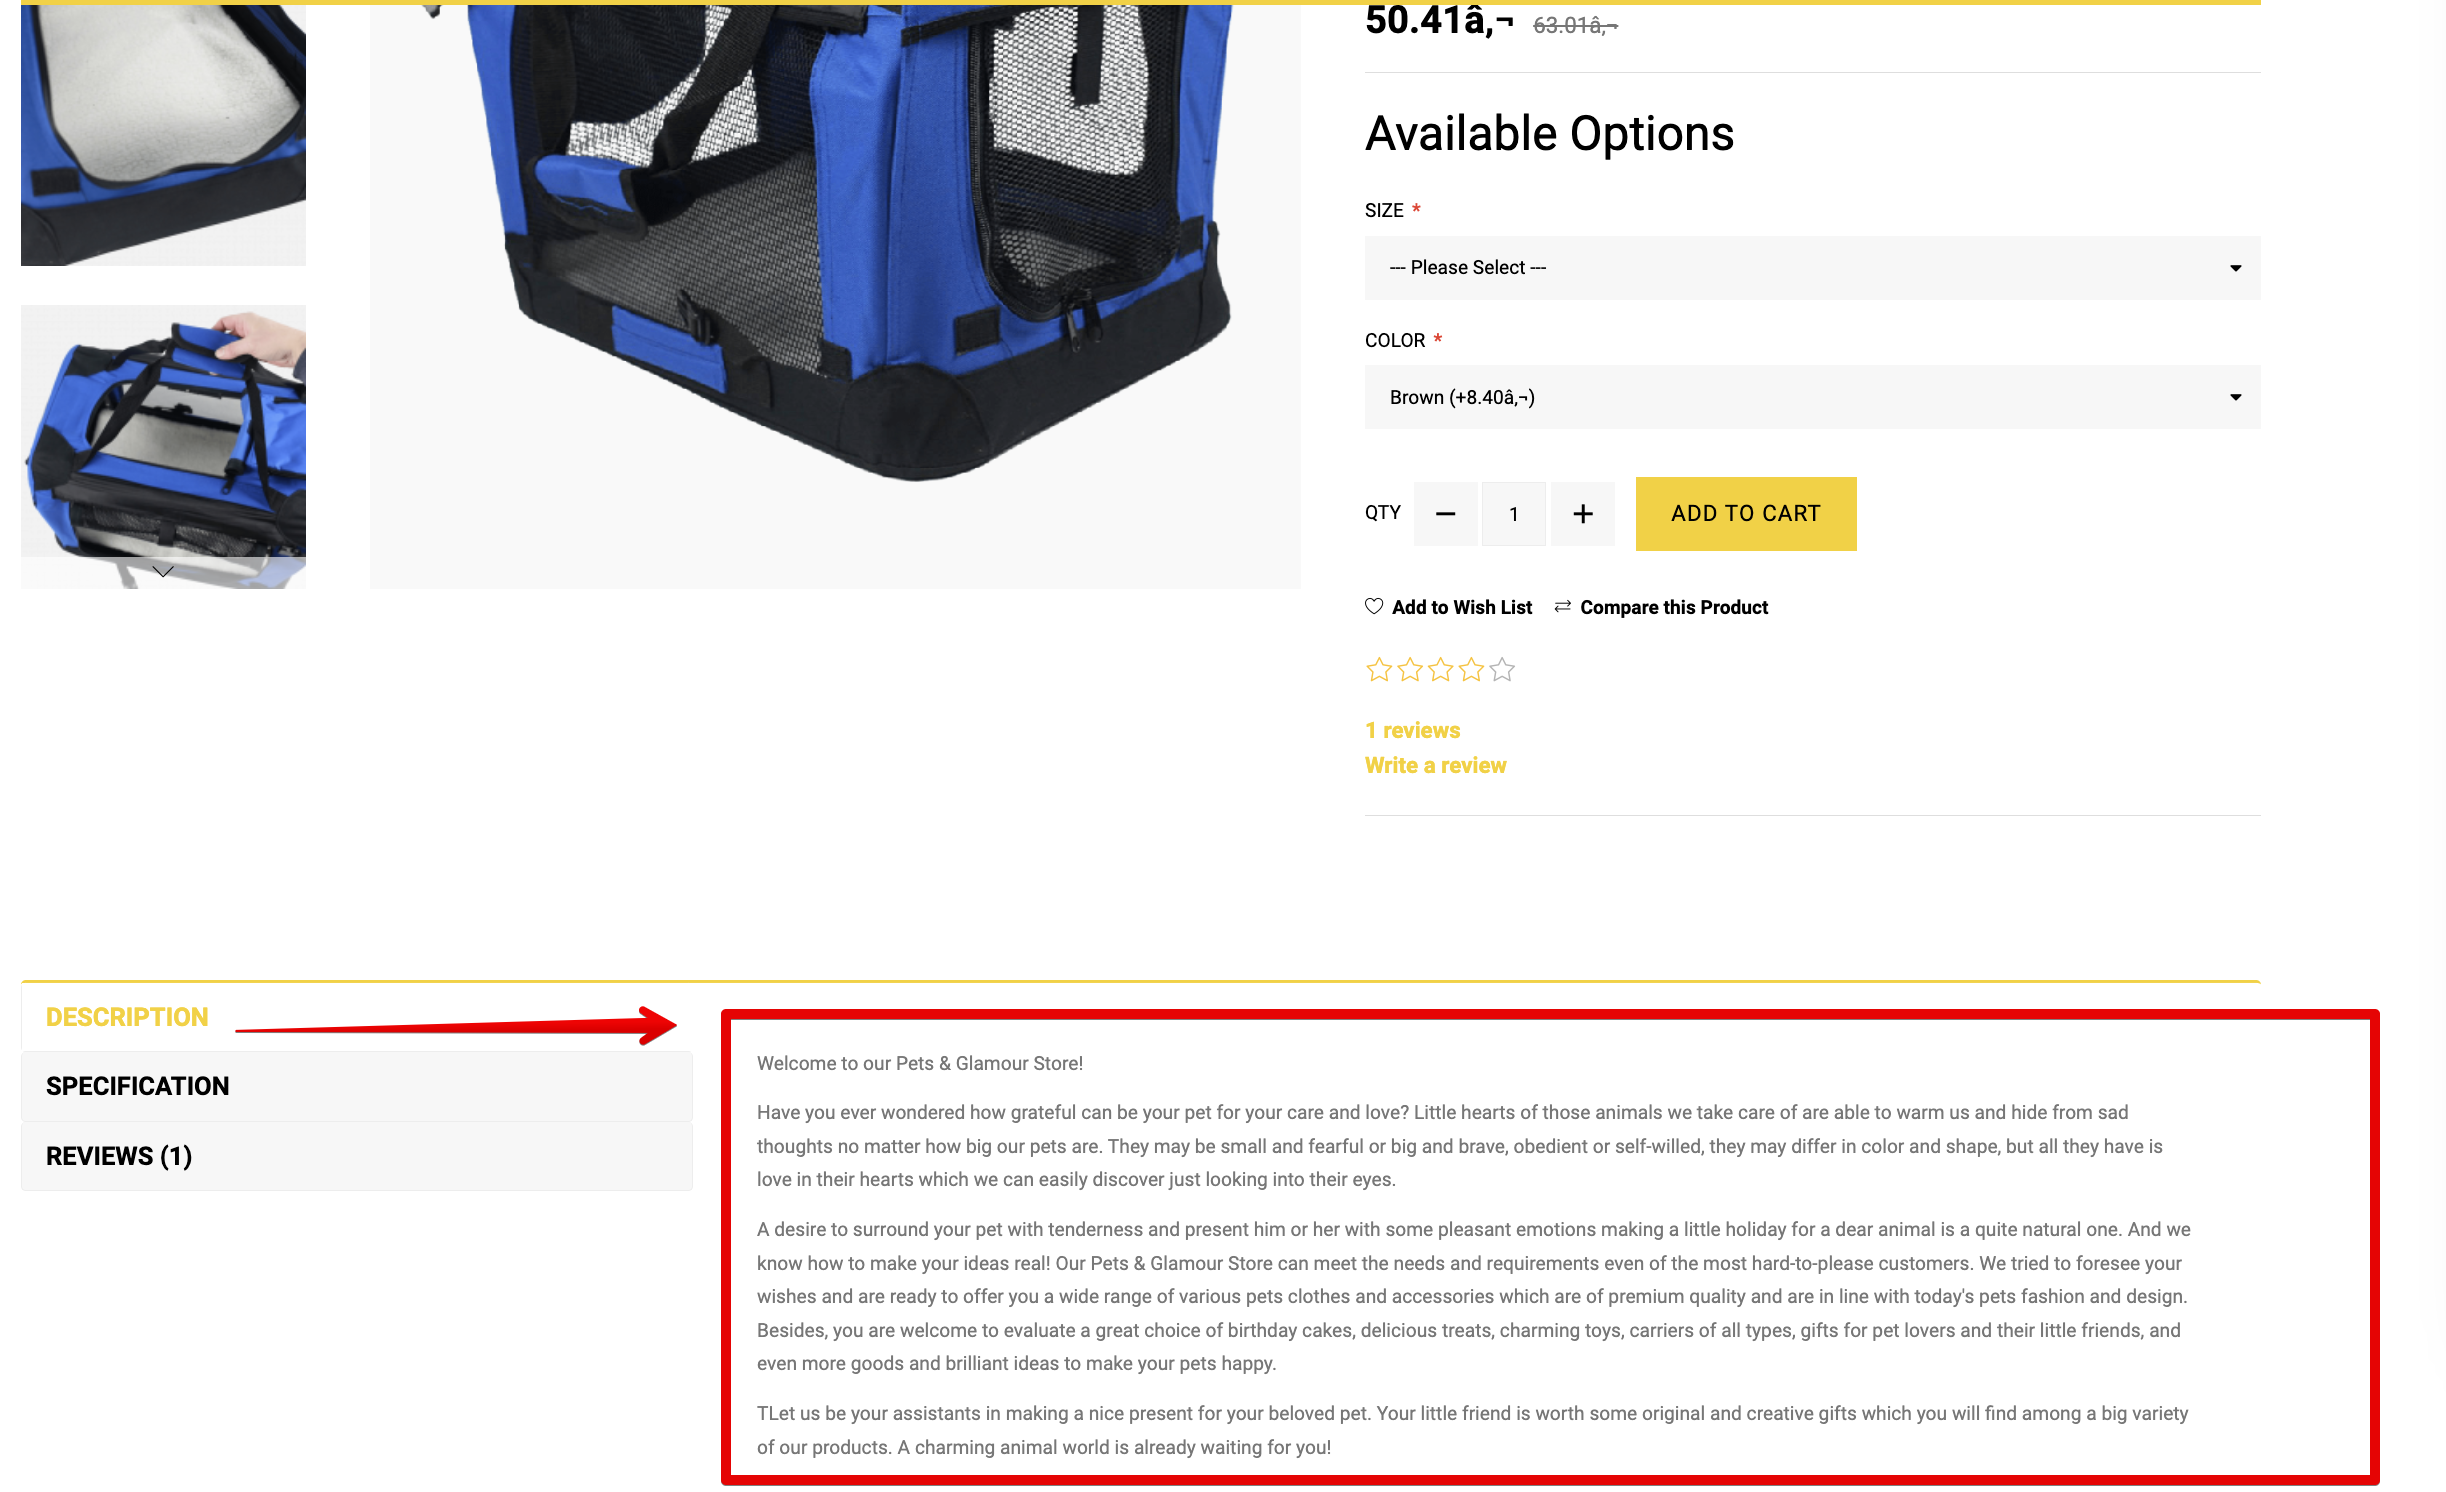 50.41â‚¬ 63.01â‚¬
Available Options
SIZE *
--- Please Select ---
COLOR *
Brown (+8.40â‚¬)
QTY 1 ADD TO CART
Add to Wish List Compare this Product
1 reviews
Write a review
DESCRIPTION
SPECIFICATION
REVIEWS (1)
Welcome to our Pets & Glamour Store!
Have you ever wondered how grateful can be your pet for your care and love? Little hearts of those animals we take care of are able to warm us and hide from sad
thoughts no matter how big our pets are. They may be small and fearful or big and brave, obedient or self-willed, they may differ in color and shape, but all they have is
love in their hearts which we can easily discover just looking into their eyes.
A desire to surround your pet with tenderness and present him or her with some pleasant emotions making a little holiday for a dear animal is a quite natural one. And we
know how to make your ideas real! Our Pets & Glamour Store can meet the needs and requirements even of the most hard-to-please customers. We tried to foresee your
wishes and are ready to offer you a wide range of various pets clothes and accessories which are of premium quality and are in line with today's pets fashion and design.
Besides, you are welcome to evaluate a great choice of birthday cakes, delicious treats, charming toys, carriers of all types, gifts for pet lovers and their little friends, and
even more goods and brilliant ideas to make your pets happy.
TLet us be your assistants in making a nice present for your beloved pet. Your little friend is worth some original and creative gifts which you will find among a big variety
of our products. A charming animal world is already waiting for you!